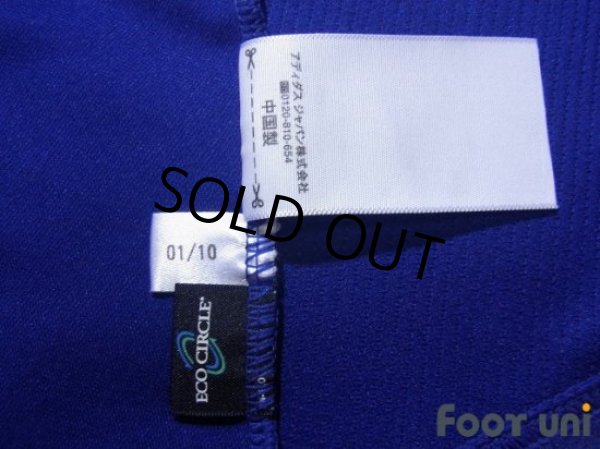 アディダス ジャパン株式会社
☎0120-810-654
中国製
SOLD OUT
01/10
ECO CIRCLE
Foot uni